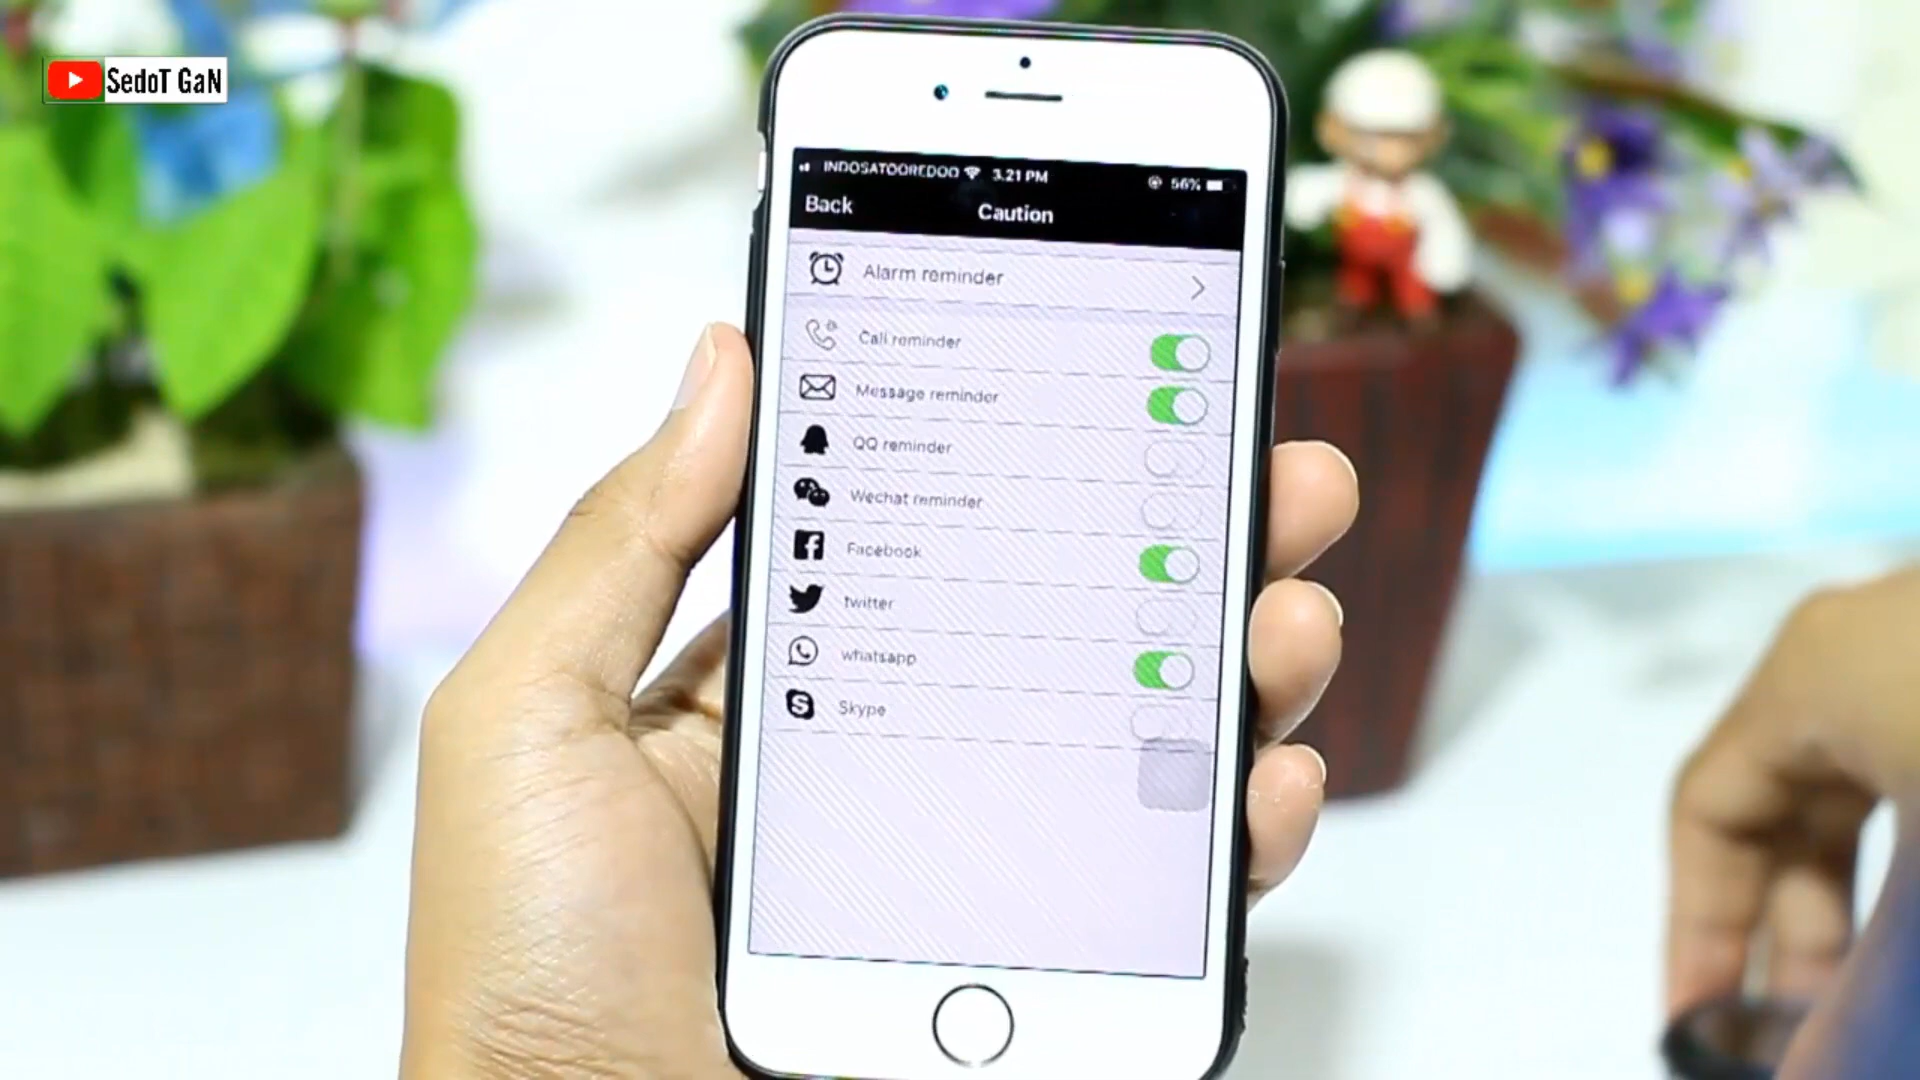 SedoT GaN
INDOSATOOREDOO 3.21 PM 56%
Back Caution
Alarm reminder
Call reminder
Message reminder
QQ reminder
Wechat reminder
Facebook
twitter
whatsapp
Skype